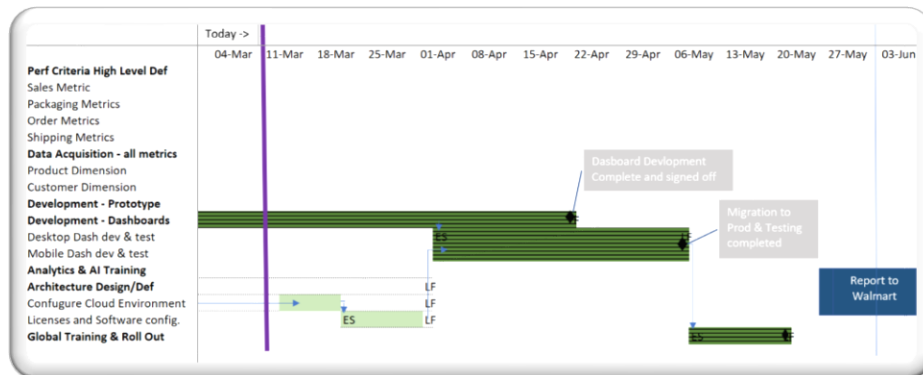 Today ->
04-Mar 11-Mar 18-Mar 25-Mar 01-Apr 08-Apr 15-Apr 22-Apr 29-Apr 06-May 13-May 20-May 27-May 03-Jun
Perf Criteria High Level Def
Sales Metric
Packaging Metrics
Order Metrics
Shipping Metrics
Data Acquisition - all metrics
Product Dimension
Customer Dimension
Development - Prototype
Development - Dashboards
Desktop Dash dev & test
Mobile Dash dev & test
Analytics & AI Training
Architecture Design/Def
Confugure Cloud Environment
Licenses and Software config.
Global Training & Roll Out
Dasboard Devlopment
Complete and signed off
Migration to
Prod & Testing
completed
ES
LF
LF
ES LF
Report to
Walmart
ES